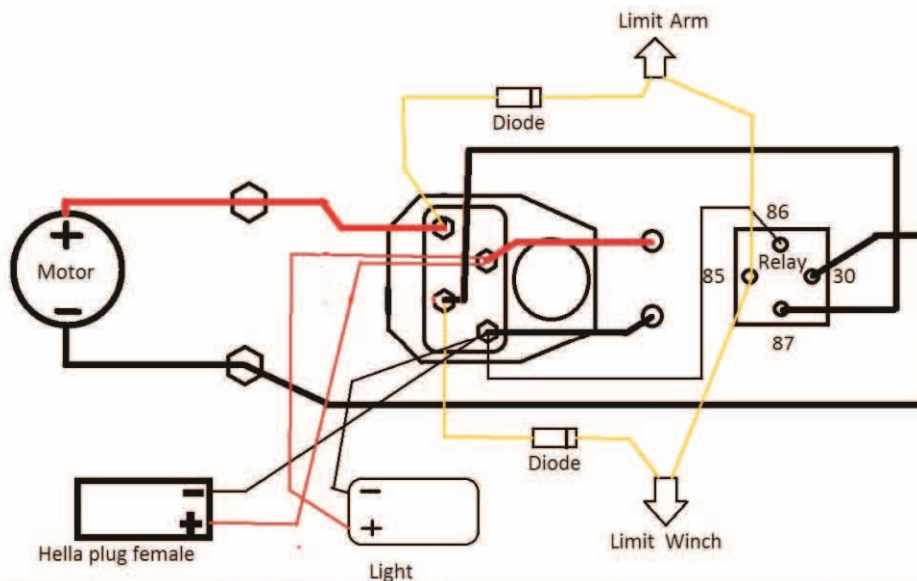 Limit Arm
Diode
86
Motor
Relay
85
30
87
Diode
Hella plug female
Light
Limit Winch